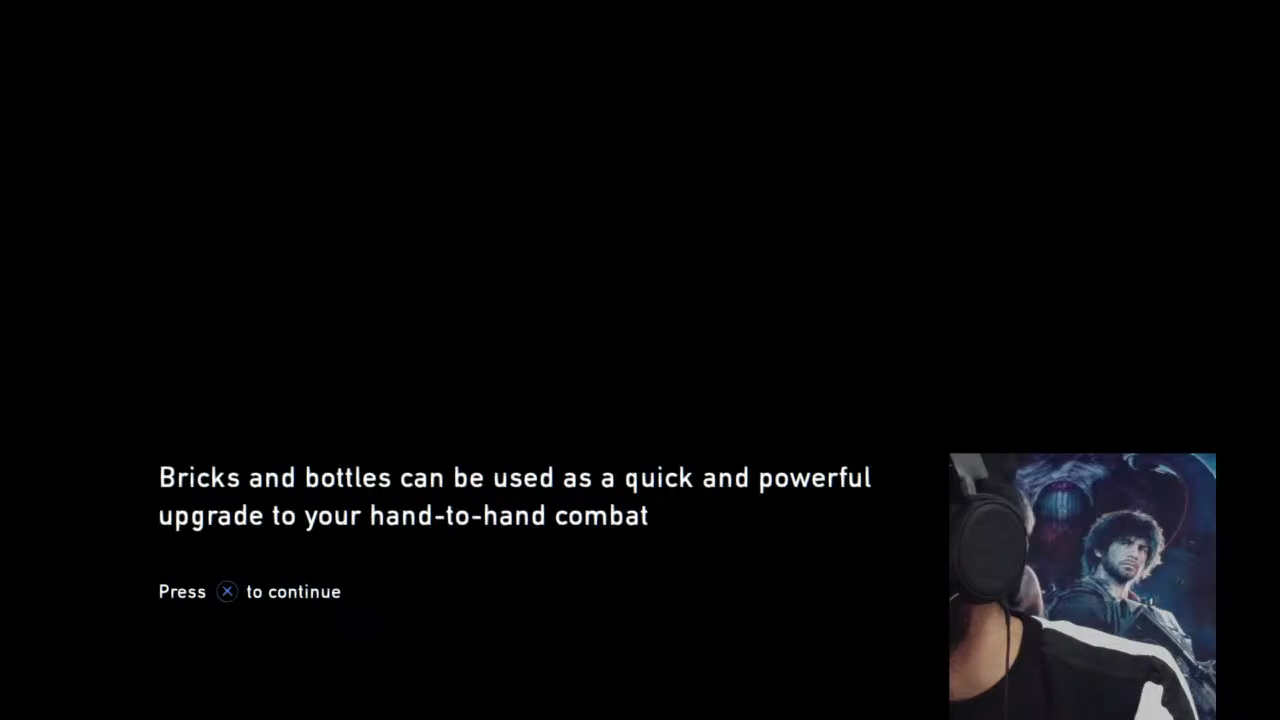 Bricks and bottles can be used as a quick and powerful
upgrade to your hand-to-hand combat
Press ⓧ to continue